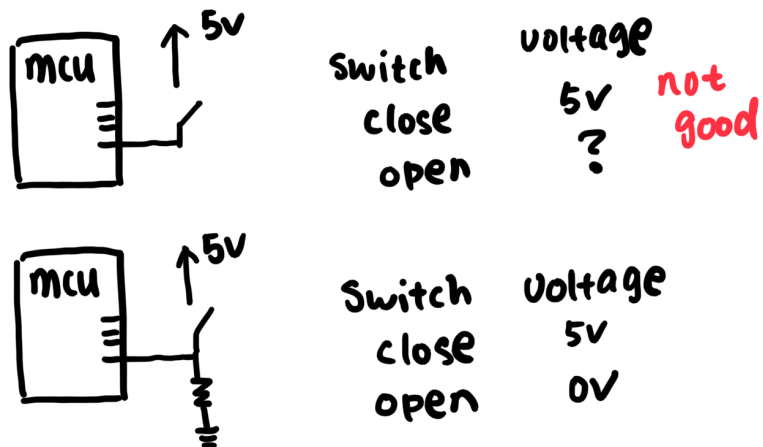 5V
mcu
switch voltage
close 5V not
good
open ?
5V
mcu
switch voltage
close 5V
open 0V